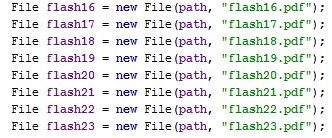 File flash16 = new File(path, "flash16.pdf");
File flash17 = new File(path, "flash17.pdf");
File flash18 = new File(path, "flash18.pdf");
File flash19 = new File(path, "flash19.pdf");
File flash20 = new File(path, "flash20.pdf");
File flash21 = new File(path, "flash21.pdf");
File flash22 = new File(path, "flash22.pdf");
File flash23 = new File(path, "flash23.pdf");